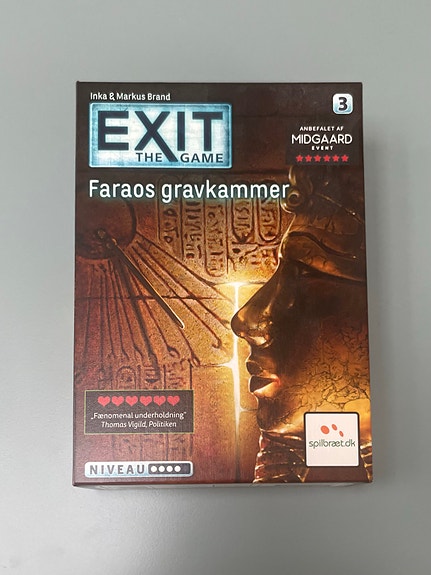 Inka & Markus Brand
3
EXIT
THE GAME
ANBEFALET AF
MIDGAARD
EVENT
Faraos gravkammer
„Fænomenal underholdning"
Thomas Vigild, Politiken
spilbræt.dk
NIVEAU